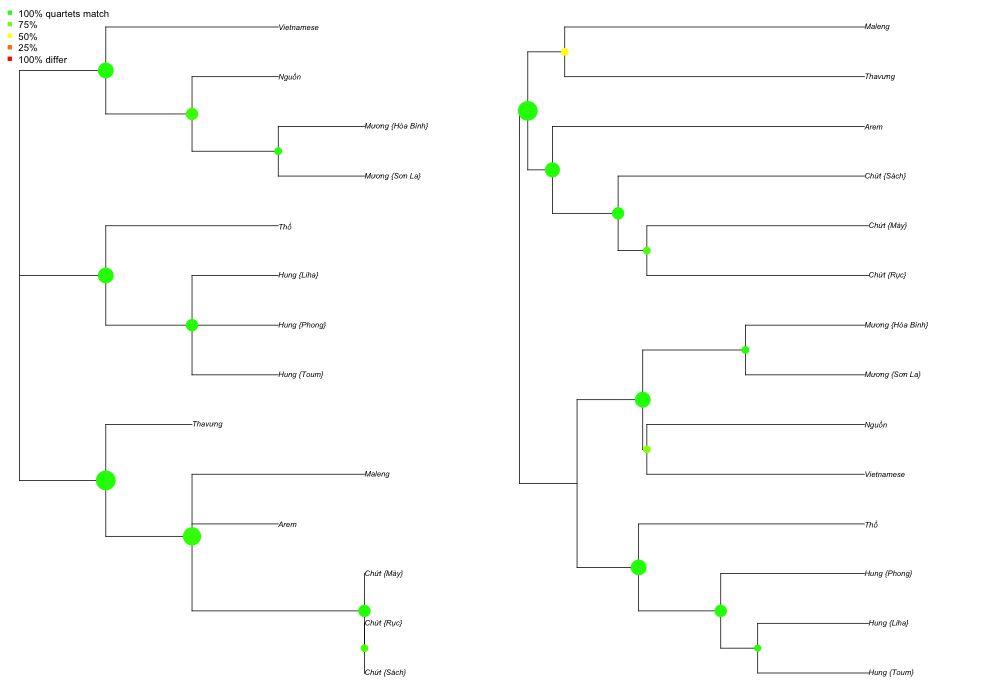 100% quartets match
75%
50%
25%
100% differ
Vietnamese
Nguồn
Mương {Hòa Bình}
Mương {Sơn La}
Thổ
Hung {Liha}
Hung {Phong}
Hung {Toum}
Thavưng
Maleng
Arem
Chứt {Mày}
Chứt {Rục}
Chứt {Sách}
Maleng
Thavưng
Arem
Chứt {Sách}
Chứt {Mày}
Chứt {Rục}
Mương {Hòa Bình}
Mương {Sơn La}
Nguồn
Vietnamese
Thổ
Hung {Phong}
Hung {Liha}
Hung {Toum}